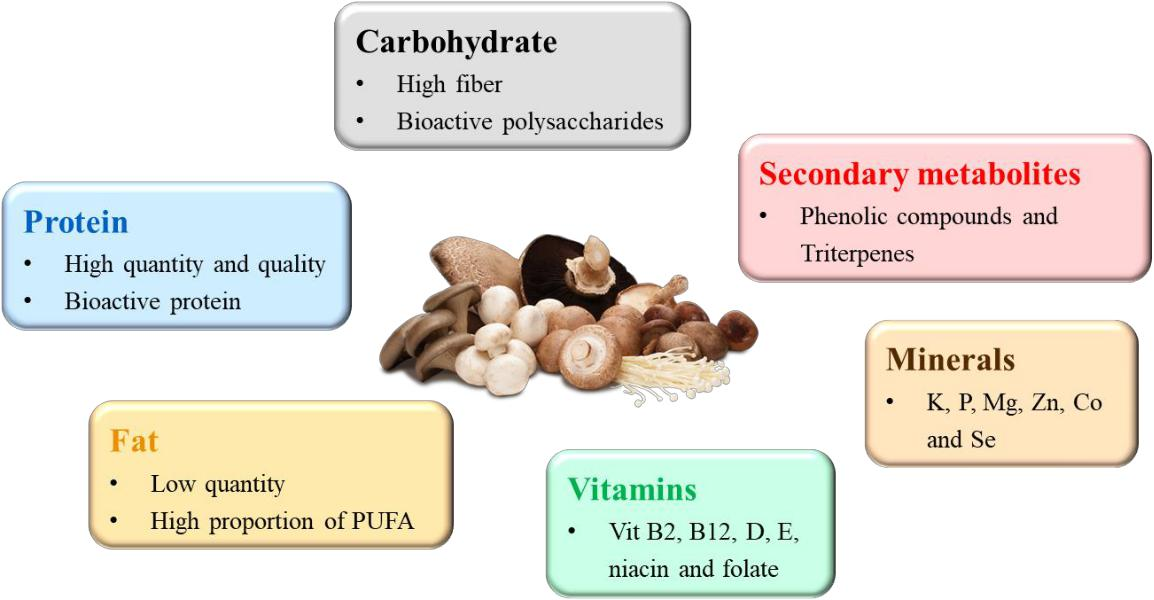 Carbohydrate
• High fiber
• Bioactive polysaccharides
Secondary metabolites
• Phenolic compounds and
Triterpenes
Protein
• High quantity and quality
• Bioactive protein
Minerals
• K, P, Mg, Zn, Co
and Se
Fat
• Low quantity
• High proportion of PUFA
Vitamins
• Vit B2, B12, D, E,
niacin and folate